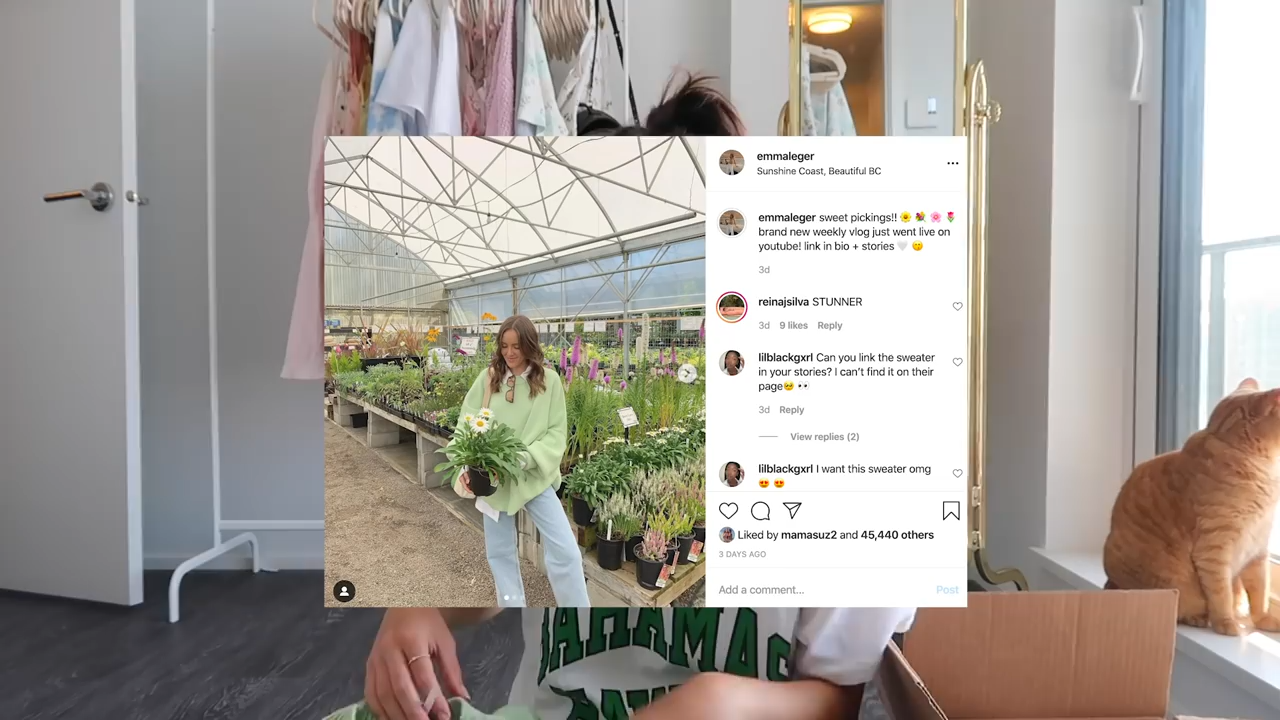 emmaleger
Sunshine Coast, Beautiful BC
emmaleger sweet pickings!! 🌼 💐 🌸 🌷
brand new weekly vlog just went live on
youtube! link in bio + stories 🤍 😋
3d
reinajsilva STUNNER
3d 9 likes Reply
lilblackgxrl Can you link the sweater
in your stories? I can't find it on their
page🥺 👀
3d Reply
View replies (2)
lilblackgxrl I want this sweater omg
😍 😍
Liked by mamasuz2 and 45,440 others
3 DAYS AGO
Add a comment... Post
BAHAMAS